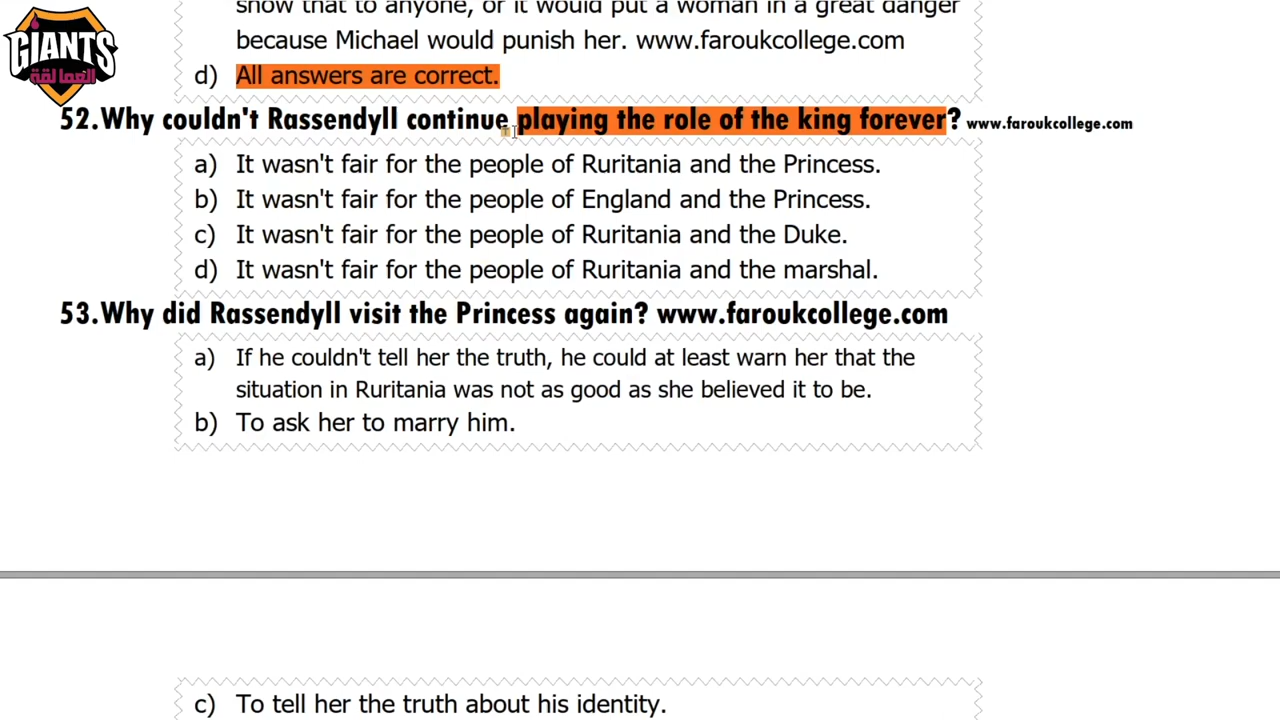 GIANTS
العمالقة
show that to anyone, or it would put a woman in a great danger
because Michael would punish her. www.faroukcollege.com
d) All answers are correct.
52.Why couldn't Rassendyll continue playing the role of the king forever? www.faroukcollege.com
a) It wasn't fair for the people of Ruritania and the Princess.
b) It wasn't fair for the people of England and the Princess.
c) It wasn't fair for the people of Ruritania and the Duke.
d) It wasn't fair for the people of Ruritania and the marshal.
53.Why did Rassendyll visit the Princess again? www.faroukcollege.com
a) If he couldn't tell her the truth, he could at least warn her that the
situation in Ruritania was not as good as she believed it to be.
b) To ask her to marry him.
c) To tell her the truth about his identity.